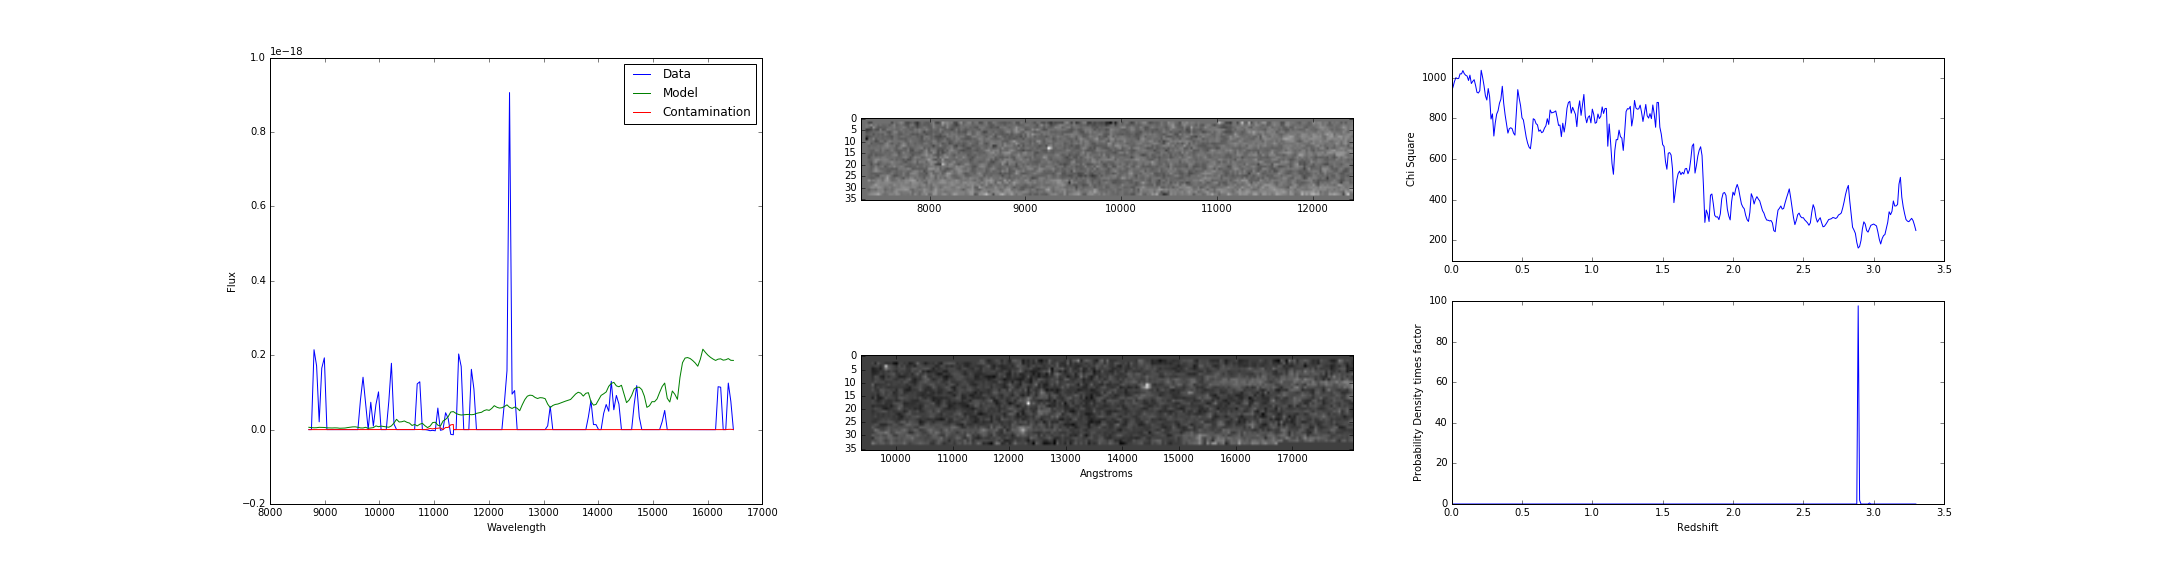 1e−18
1.0
0.8
0.6
0.4
0.2
0.0
−0.2
Flux
8000 9000 10000 11000 12000 13000 14000 15000 16000 17000
Wavelength
Data
Model
Contamination
0
5
10
15
20
25
30
35
8000 9000 10000 11000 12000
0
5
10
15
20
25
30
35
10000 11000 12000 13000 14000 15000 16000 17000
Angstroms
1000
800
600
400
200
Chi Square
0.0 0.5 1.0 1.5 2.0 2.5 3.0 3.5
100
80
60
40
20
0
Probability Density times factor
0.0 0.5 1.0 1.5 2.0 2.5 3.0 3.5
Redshift